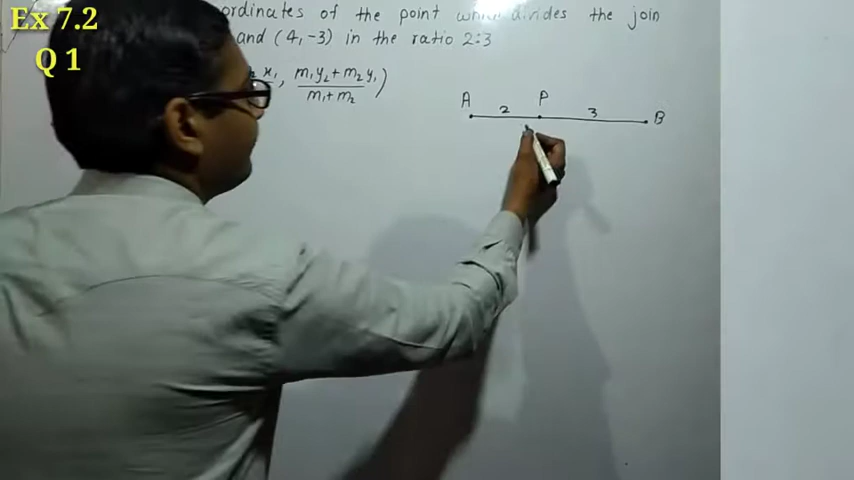 Ex 7.2
Q 1
ordinates of the point which divides the join
and (4, -3) in the ratio 2:3
x₁, m₁y₂ + m₂y₁)
m₁ + m₂
A 2 P 3 B